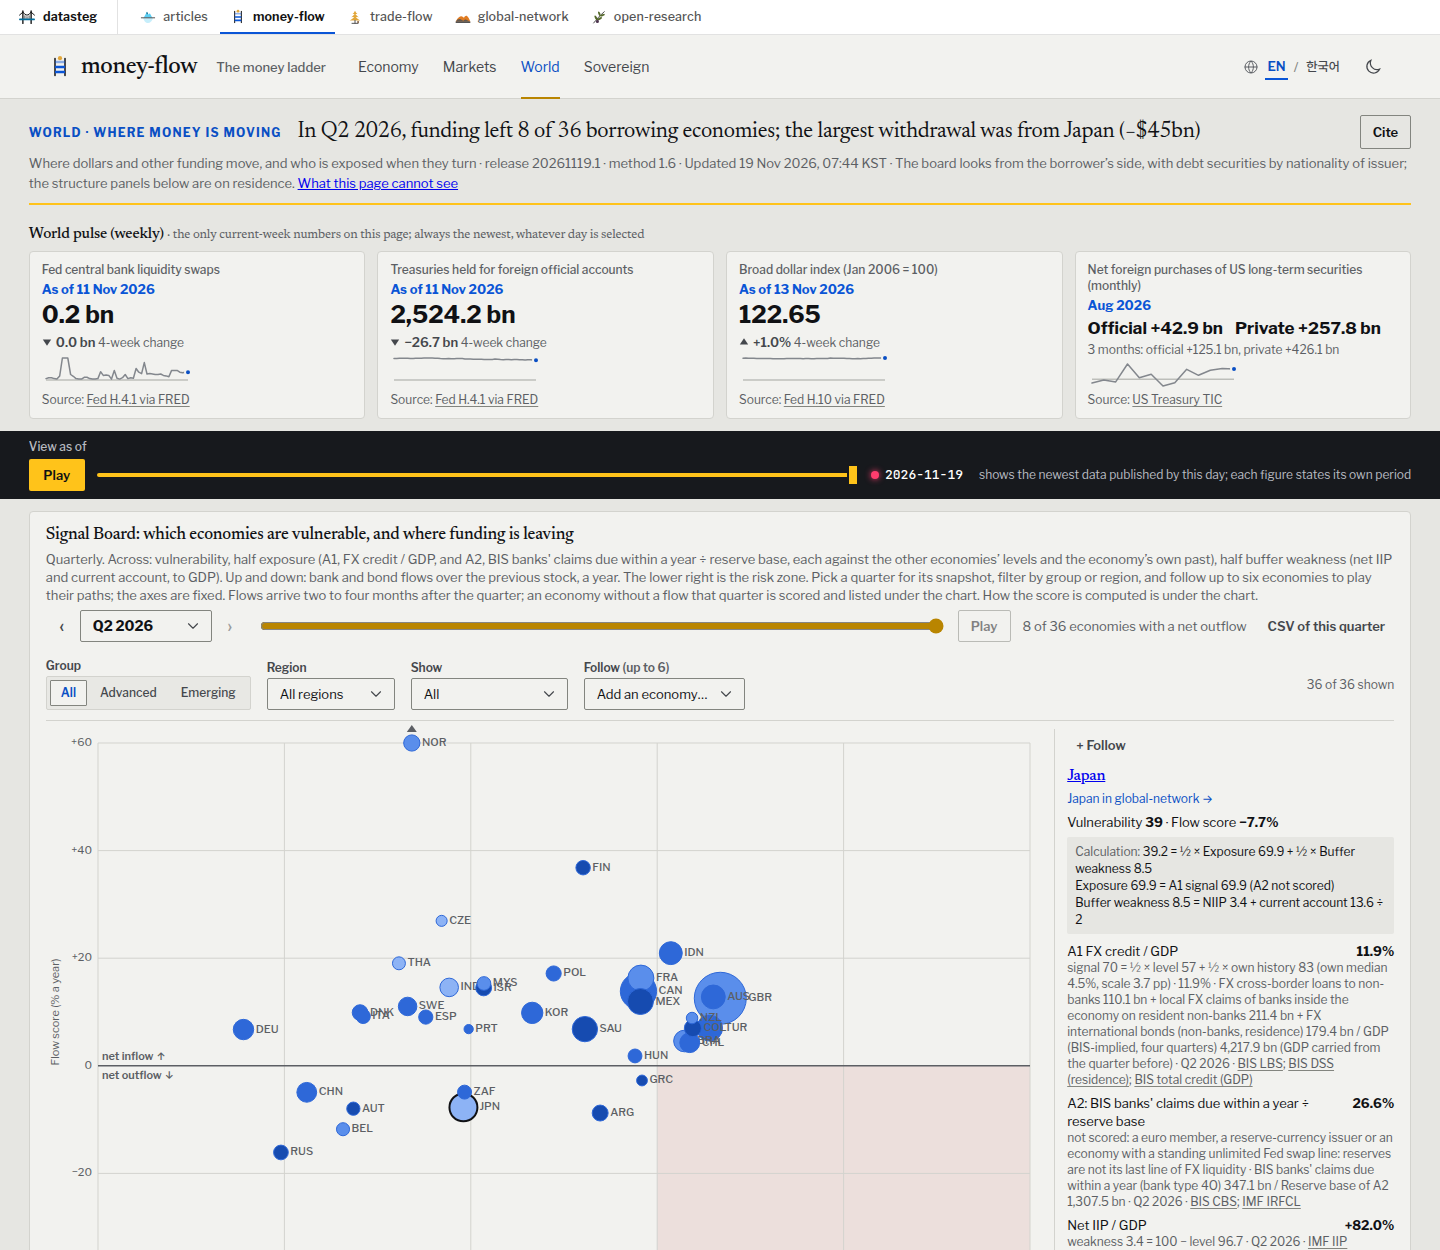 datasteg
articles
money-flow
trade-flow
global-network
open-research
money-flow
The money ladder
Economy
Markets
World
Sovereign
EN / 한국어
WORLD · WHERE MONEY IS MOVING
In Q2 2026, funding left 8 of 36 borrowing economies; the largest withdrawal was from Japan (−$45bn)
Cite
Where dollars and other funding move, and who is exposed when they turn · release 20261119.1 · method 1.6 · Updated 19 Nov 2026, 07:44 KST · The board looks from the borrower's side, with debt securities by nationality of issuer;
the structure panels below are on residence. What this page cannot see
World pulse (weekly) · the only current-week numbers on this page; always the newest, whatever day is selected
Fed central bank liquidity swaps
As of 11 Nov 2026
0.2 bn
▼ 0.0 bn 4-week change
Source: Fed H.4.1 via FRED
Treasuries held for foreign official accounts
As of 11 Nov 2026
2,524.2 bn
▼ −26.7 bn 4-week change
Source: Fed H.4.1 via FRED
Broad dollar index (Jan 2006 = 100)
As of 13 Nov 2026
122.65
▲ +1.0% 4-week change
Source: Fed H.10 via FRED
Net foreign purchases of US long-term securities
(monthly)
Aug 2026
Official +42.9 bn Private +257.8 bn
3 months: official +125.1 bn, private +426.1 bn
Source: US Treasury TIC
View as of
Play
2026-11-19
shows the newest data published by this day; each figure states its own period
Signal Board: which economies are vulnerable, and where funding is leaving
Quarterly. Across: vulnerability, half exposure (A1, FX credit / GDP, and A2, BIS banks' claims due within a year ÷ reserve base, each against the other economies' levels and the economy's own past), half buffer weakness (net IIP
and current account, to GDP). Up and down: bank and bond flows over the previous stock, a year. The lower right is the risk zone. Pick a quarter for its snapshot, filter by group or region, and follow up to six economies to play
their paths; the axes are fixed. Flows arrive two to four months after the quarter; an economy without a flow that quarter is scored and listed under the chart. How the score is computed is under the chart.
‹
Q2 2026
›
Play
8 of 36 economies with a net outflow
CSV of this quarter
Group
All
Advanced
Emerging
Region
All regions
Show
All
Follow (up to 6)
Add an economy...
36 of 36 shown
+60
+40
+20
0
−20
Flow score (% a year)
net inflow ↑
net outflow ↓
NOR
FIN
CZE
IDN
THA
FRA
POL
MYS
ISR
IND
CAN
MEX
AUS
GBR
SWE
DNK
ITA
ESP
KOR
DEU
PRT
SAU
COL
TUR
CHL
HUN
GRC
CHN
ZAF
AUT
JPN
ARG
BEL
RUS
+ Follow
Japan
Japan in global-network →
Vulnerability 39 · Flow score −7.7%
Calculation: 39.2 = ½ × Exposure 69.9 + ½ × Buffer
weakness 8.5
Exposure 69.9 = A1 signal 69.9 (A2 not scored)
Buffer weakness 8.5 = NIIP 3.4 + current account 13.6 ÷
2
A1 FX credit / GDP 11.9%
signal 70 = ½ × level 57 + ½ × own history 83 (own median
4.5%, scale 3.7 pp) · 11.9% · FX cross-border loans to non-
banks 110.1 bn + local FX claims of banks inside the
economy on resident non-banks 211.4 bn + FX
international bonds (non-banks, residence) 179.4 bn / GDP
(BIS-implied, four quarters) 4,217.9 bn (GDP carried from
the quarter before) · Q2 2026 · BIS LBS; BIS DSS
(residence); BIS total credit (GDP)
A2: BIS banks' claims due within a year ÷ 26.6%
reserve base
not scored: a euro member, a reserve-currency issuer or an
economy with a standing unlimited Fed swap line: reserves
are not its last line of FX liquidity · BIS banks' claims due
within a year (bank type 4O) 347.1 bn / Reserve base of A2
1,307.5 bn · Q2 2026 · BIS CBS; IMF IRFCL
Net IIP / GDP +82.0%
weakness 3.4 = 100 − level 96.7 · Q2 2026 · IMF IIP